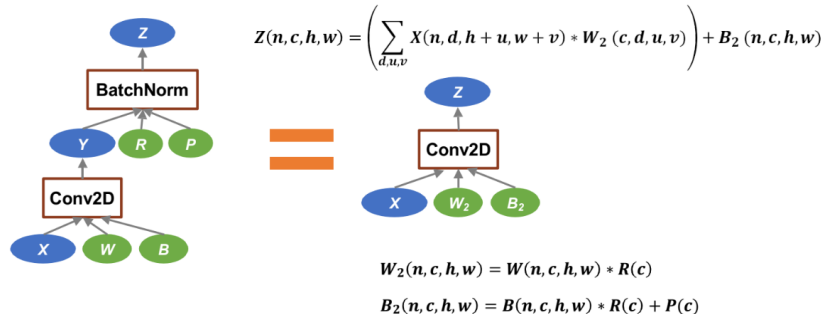 Z(n,c,h,w) = ( ∑_{d,u,v} X(n,d,h+u,w+v) * W₂(c,d,u,v) ) + B₂(n,c,h,w)
Z
BatchNorm
Y R P
Conv2D
X W B
Z
Conv2D
X W₂ B₂
W₂(n,c,h,w) = W(n,c,h,w) * R(c)
B₂(n,c,h,w) = B(n,c,h,w) * R(c) + P(c)